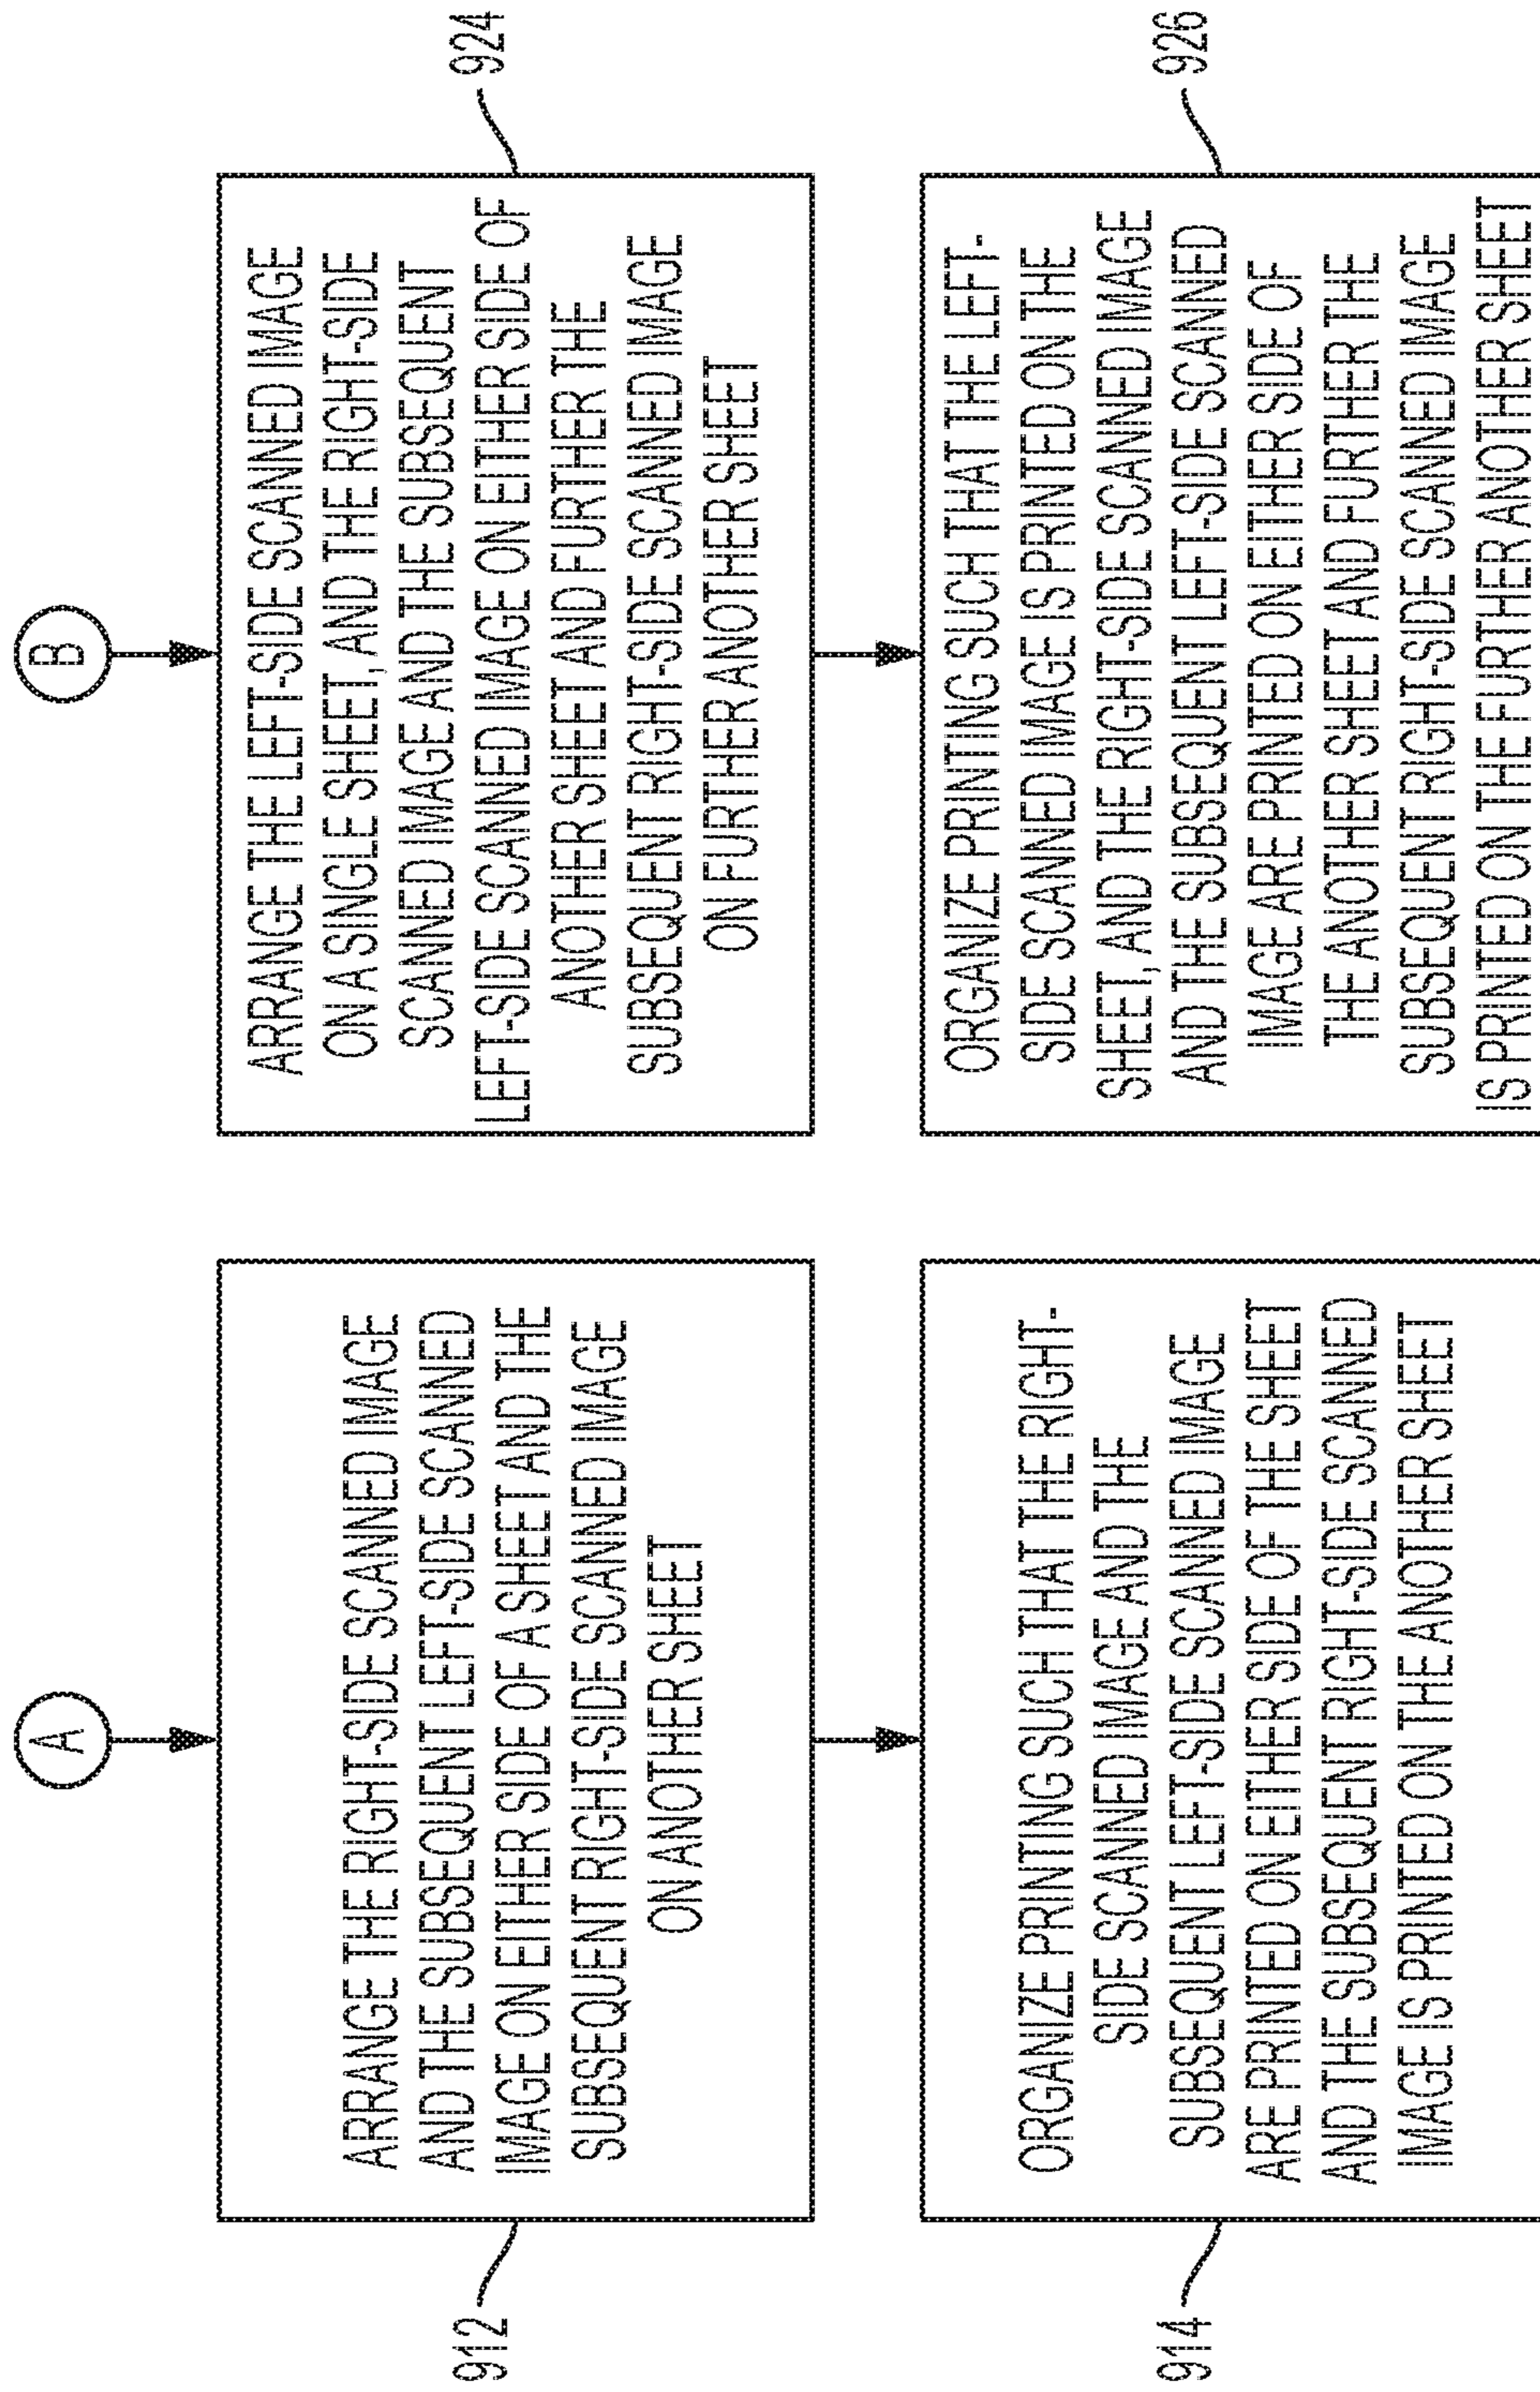 A
912
ARRANGE THE RIGHT-SIDE SCANNED IMAGE
AND THE SUBSEQUENT LEFT-SIDE SCANNED
IMAGE ON EITHER SIDE OF A SHEET AND THE
SUBSEQUENT RIGHT-SIDE SCANNED IMAGE
ON ANOTHER SHEET
914
ORGANIZE PRINTING SUCH THAT THE RIGHT-
SIDE SCANNED IMAGE AND THE
SUBSEQUENT LEFT-SIDE SCANNED IMAGE
ARE PRINTED ON EITHER SIDE OF THE SHEET
AND THE SUBSEQUENT RIGHT-SIDE SCANNED
IMAGE IS PRINTED ON THE ANOTHER SHEET
B
924
ARRANGE THE LEFT-SIDE SCANNED IMAGE
ON A SINGLE SHEET, AND THE RIGHT-SIDE
SCANNED IMAGE AND THE SUBSEQUENT
LEFT-SIDE SCANNED IMAGE ON EITHER SIDE OF
ANOTHER SHEET AND FURTHER THE
SUBSEQUENT RIGHT-SIDE SCANNED IMAGE
ON FURTHER ANOTHER SHEET
926
ORGANIZE PRINTING SUCH THAT THE LEFT-
SIDE SCANNED IMAGE IS PRINTED ON THE
SHEET, AND THE RIGHT-SIDE SCANNED IMAGE
AND THE SUBSEQUENT LEFT-SIDE SCANNED
IMAGE ARE PRINTED ON EITHER SIDE OF
THE ANOTHER SHEET AND FURTHER THE
SUBSEQUENT RIGHT-SIDE SCANNED IMAGE
IS PRINTED ON THE FURTHER ANOTHER SHEET